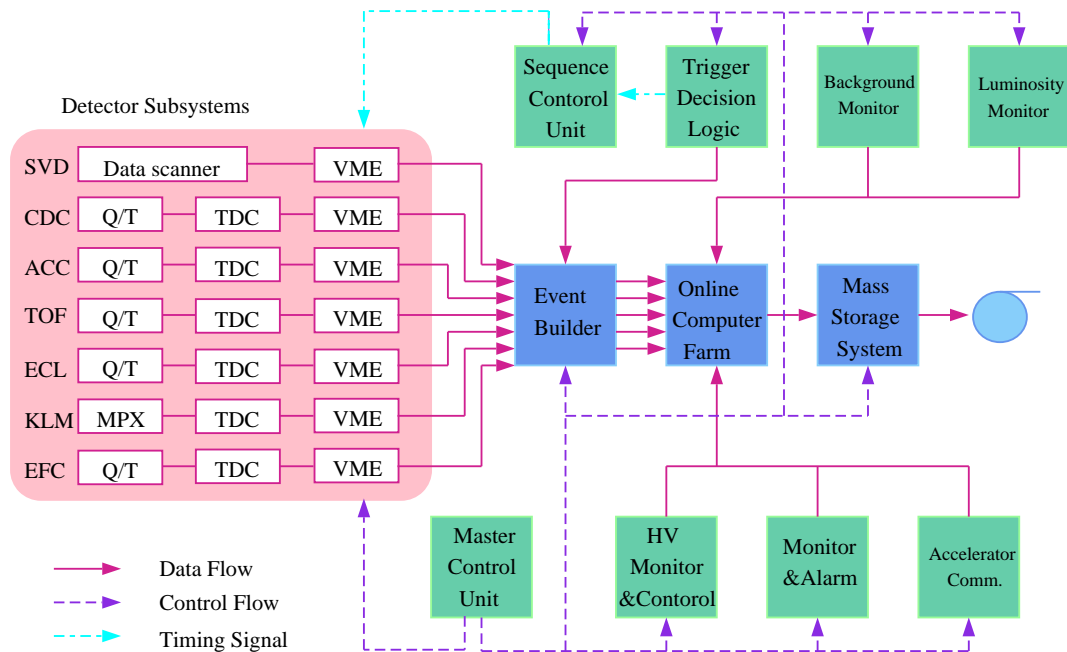 Sequence
Contorol
Unit
Trigger
Decision
Logic
Background
Monitor
Luminosity
Monitor
Detector Subsystems
SVD
Data scanner
VME
CDC
Q/T
TDC
VME
ACC
Q/T
TDC
VME
TOF
Q/T
TDC
VME
ECL
Q/T
TDC
VME
KLM
MPX
TDC
VME
EFC
Q/T
TDC
VME
Event
Builder
Online
Computer
Farm
Mass
Storage
System
Master
Control
Unit
HV
Monitor
&Contorol
Monitor
&Alarm
Accelerator
Comm.
Data Flow
Control Flow
Timing Signal